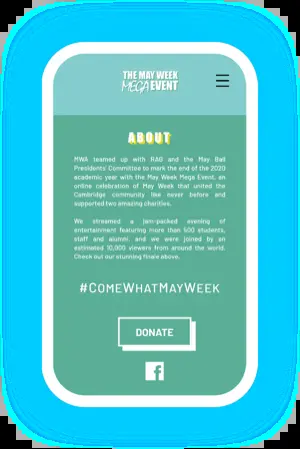 THE MAY WEEK
MEGA EVENT
ABOUT
MWA teamed up with RAG and the May Ball
Presidents' Committee to mark the end of the 2020
academic year with the May Week Mega Event, an
online celebration of May Week that united the
Cambridge community like never before and
supported two amazing charities.
We streamed a jam-packed evening of
entertainment featuring more than 500 students,
staff and alumni, and we were joined by an
estimated 10,000 viewers from around the world.
Check out our stunning finale above.
#COMEWHATMAYWEEK
DONATE